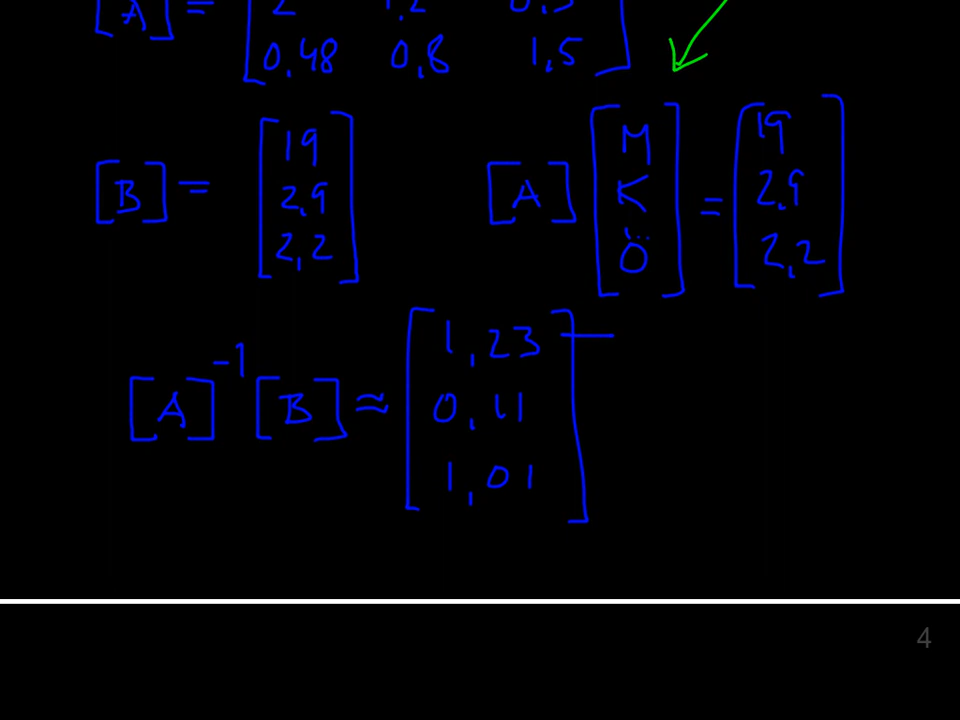 [A] = [2 1,2 0,5
0,48 0,8 1,5]
[B] = [19
2,9
2,2]
[A] [M
K
Ö] = [19
2,9
2,2]
[A]⁻¹ [B] ≈ [1,23
0,11
1,01]
4